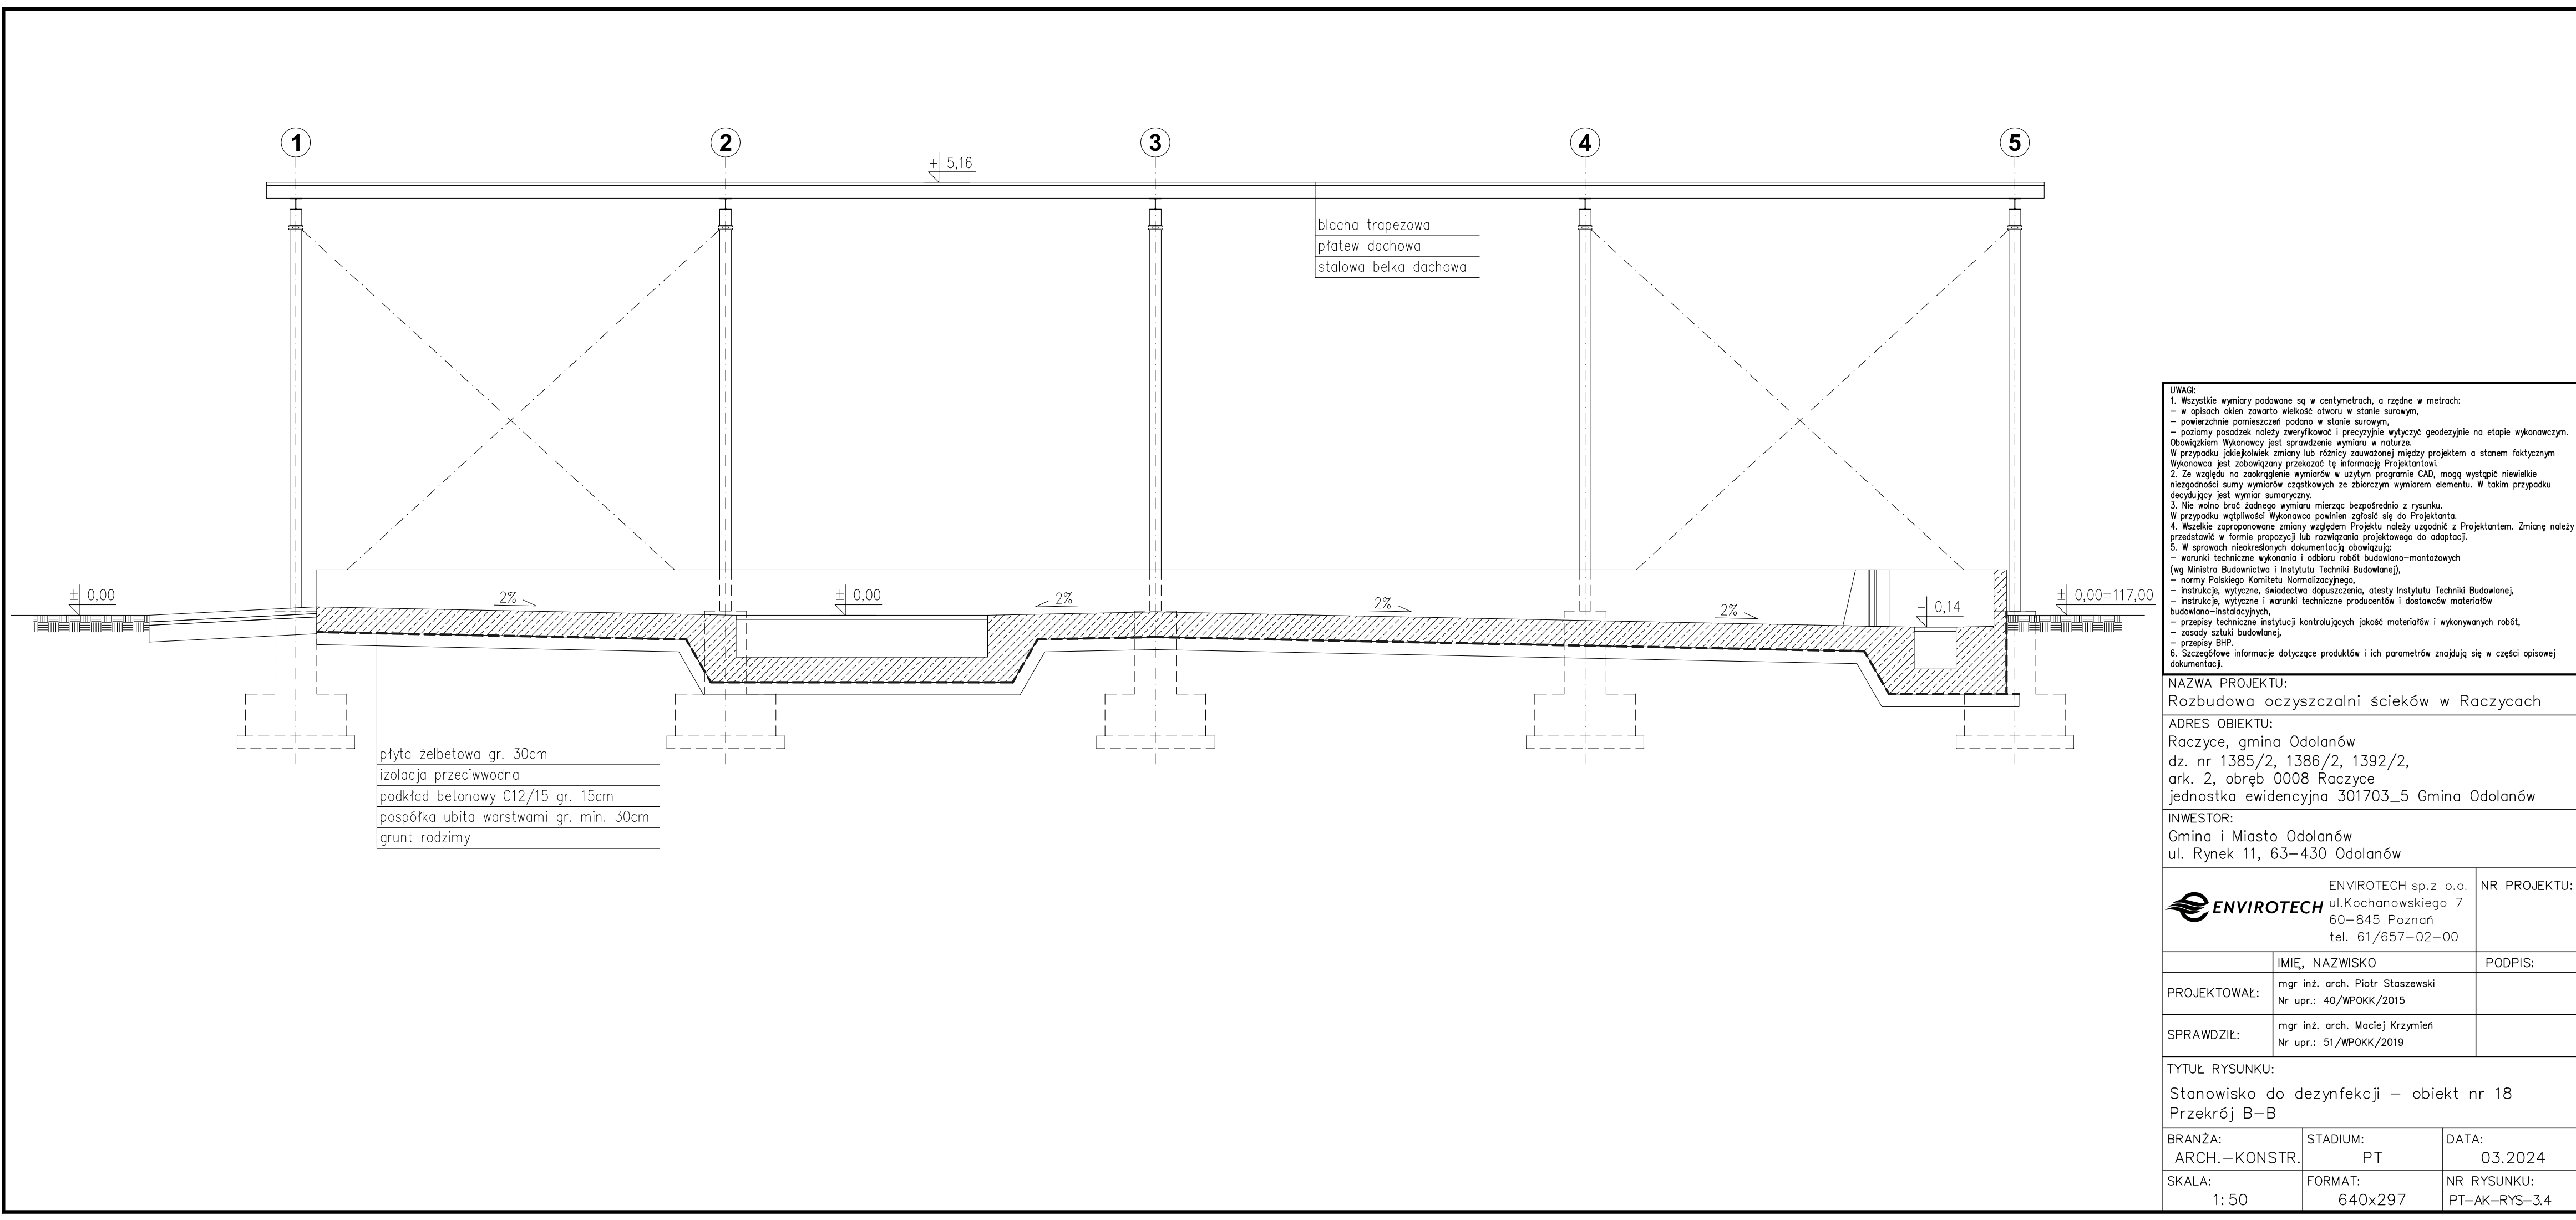 1
2
3
4
5
+ 5,16
blacha trapezowa
płatew dachowa
stalowa belka dachowa
± 0,00
2%
± 0,00
2%
2%
2%
- 0,14
± 0,00=117,00
płyta żelbetowa gr. 30cm
izolacja przeciwwodna
podkład betonowy C12/15 gr. 15cm
pospółka ubita warstwami gr. min. 30cm
grunt rodzimy
UWAGI:
1. Wszystkie wymiary podawane są w centymetrach, a rzędne w metrach:
– w opisach okien zawarto wielkość otworu w stanie surowym,
– powierzchnie pomieszczeń podano w stanie surowym,
– poziomy posadzek należy zweryfikować i precyzyjnie wytyczyć geodezyjnie na etapie wykonawczym.
Obowiązkiem Wykonawcy jest sprawdzenie wymiaru w naturze.
W przypadku jakiejkolwiek zmiany lub różnicy zauważonej między projektem a stanem faktycznym
Wykonawca jest zobowiązany przekazać tę informację Projektantowi.
2. Ze względu na zaokrąglenie wymiarów w użytym programie CAD, mogą wystąpić niewielkie
niezgodności sumy wymiarów cząstkowych ze zbiorczym wymiarem elementu. W takim przypadku
decydujący jest wymiar sumaryczny.
3. Nie wolno brać żadnego wymiaru mierząc bezpośrednio z rysunku.
W przypadku wątpliwości Wykonawca powinien zgłosić się do Projektanta.
4. Wszelkie zaproponowane zmiany względem Projektu należy uzgodnić z Projektantem. Zmianę należy
przedstawić w formie propozycji lub rozwiązania projektowego do adaptacji.
5. W sprawach nieokreślonych dokumentacją obowiązują:
– warunki techniczne wykonania i odbioru robót budowlano–montażowych
(wg Ministra Budownictwa i Instytutu Techniki Budowlanej),
– normy Polskiego Komitetu Normalizacyjnego,
– instrukcje, wytyczne, świadectwa dopuszczenia, atesty Instytutu Techniki Budowlanej,
– instrukcje, wytyczne i warunki techniczne producentów i dostawców materiałów
budowlano–instalacyjnych,
– przepisy techniczne instytucji kontrolujących jakość materiałów i wykonywanych robót,
– zasady sztuki budowlanej,
– przepisy BHP.
6. Szczegółowe informacje dotyczące produktów i ich parametrów znajdują się w części opisowej
dokumentacji.
NAZWA PROJEKTU:
Rozbudowa oczyszczalni ścieków w Raczycach
ADRES OBIEKTU:
Raczyce, gmina Odolanów
dz. nr 1385/2, 1386/2, 1392/2,
ark. 2, obręb 0008 Raczyce
jednostka ewidencyjna 301703_5 Gmina Odolanów
INWESTOR:
Gmina i Miasto Odolanów
ul. Rynek 11, 63–430 Odolanów
ENVIROTECH
ENVIROTECH sp.z o.o.
ul.Kochanowskiego 7
60–845 Poznań
tel. 61/657–02–00
NR PROJEKTU:
IMIĘ, NAZWISKO
PODPIS:
PROJEKTOWAŁ:
mgr inż. arch. Piotr Staszewski
Nr upr.: 40/WPOKK/2015
SPRAWDZIŁ:
mgr inż. arch. Maciej Krzymień
Nr upr.: 51/WPOKK/2019
TYTUŁ RYSUNKU:
Stanowisko do dezynfekcji – obiekt nr 18
Przekrój B–B
BRANŻA:
ARCH.–KONSTR.
STADIUM:
PT
DATA:
03.2024
SKALA:
1:50
FORMAT:
640x297
NR RYSUNKU:
PT–AK–RYS–3.4